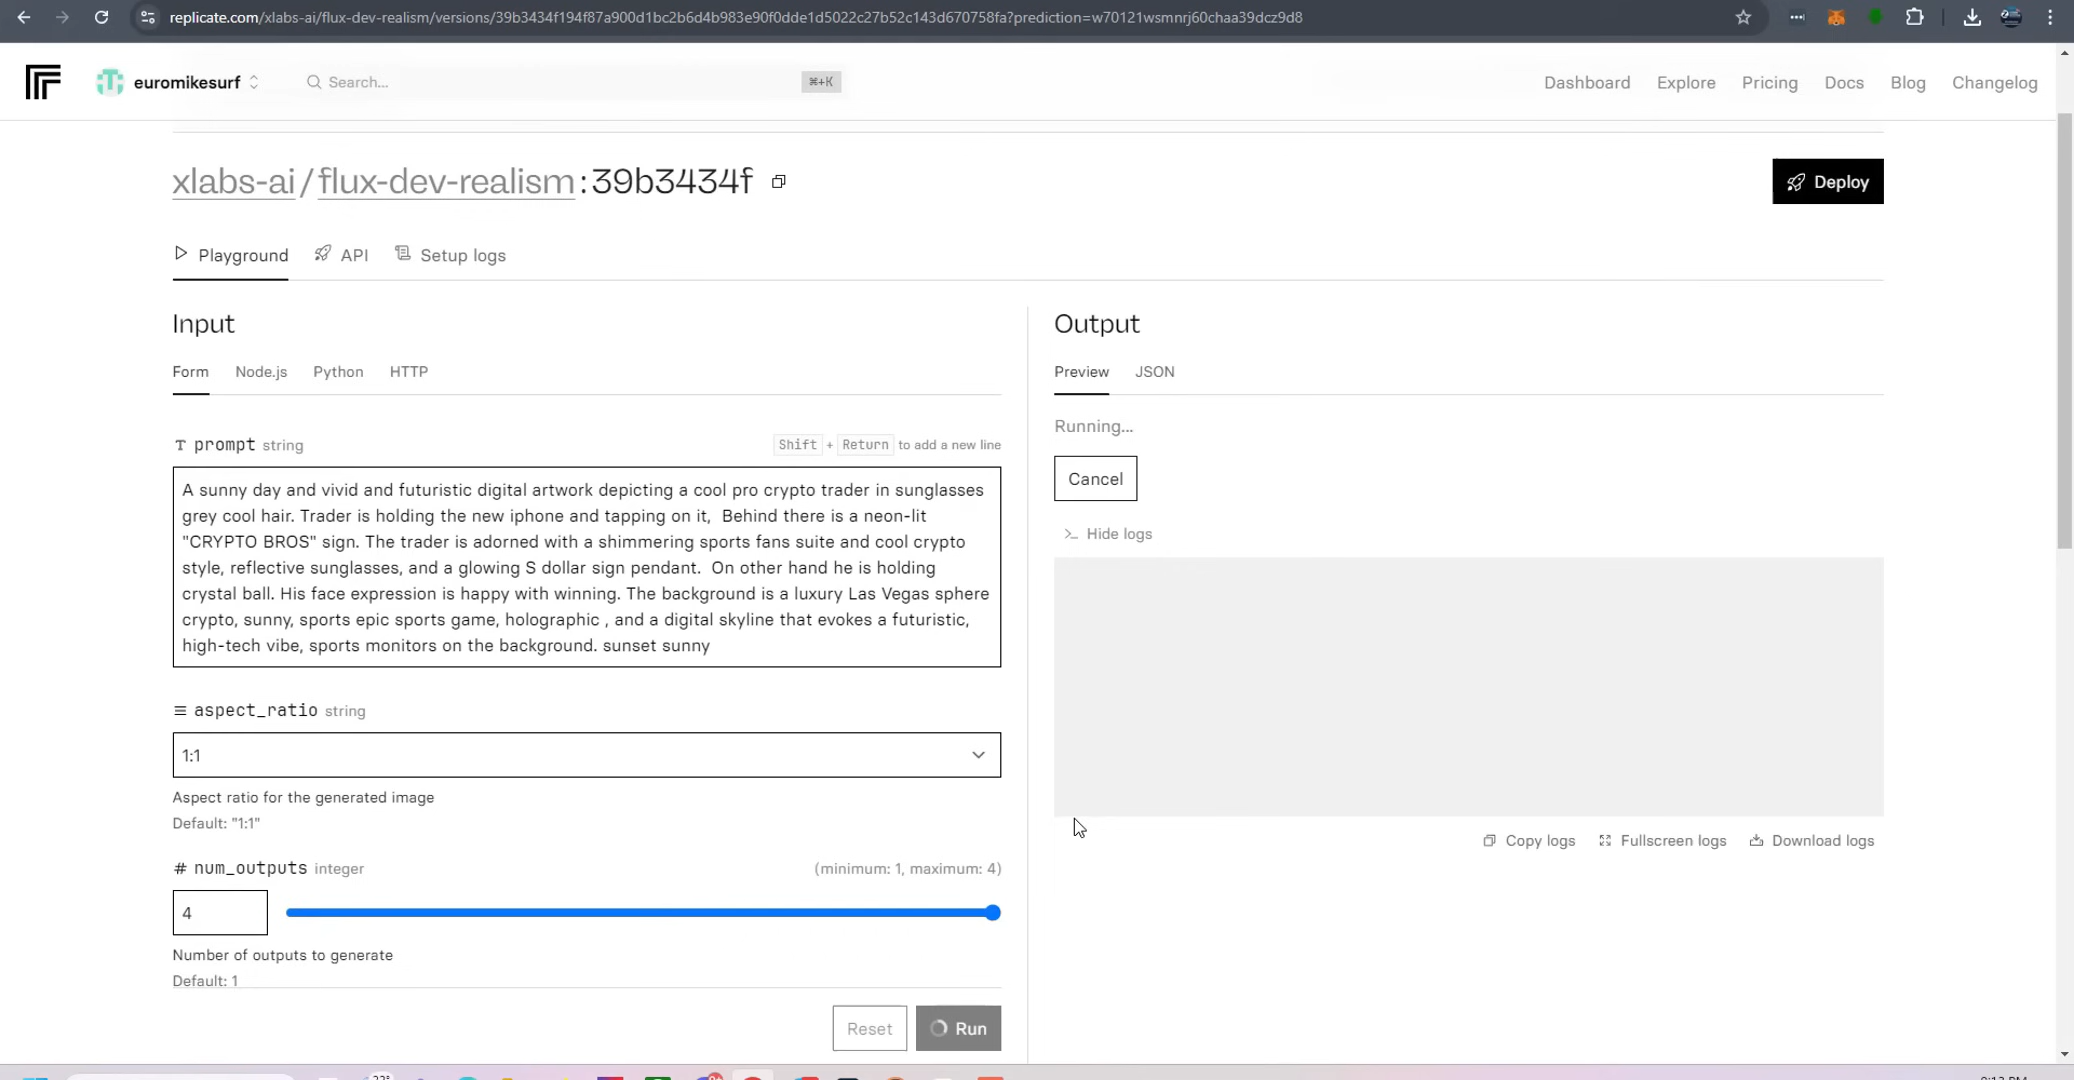 replicate.com/xlabs-ai/flux-dev-realism/versions/39b3434f194f87a900d1bc2b6d4b983e90f0dde1d5022c27b52c143d670758fa?prediction=w70121wsmnrj60chaa39dcz9d8
euromikesurf
Search...
⌘+K
Dashboard
Explore
Pricing
Docs
Blog
Changelog
xlabs-ai/flux-dev-realism:39b3434f
Deploy
Playground
API
Setup logs
Input
Form
Node.js
Python
HTTP
prompt string
Shift + Return to add a new line
A sunny day and vivid and futuristic digital artwork depicting a cool pro crypto trader in sunglasses
grey cool hair. Trader is holding the new iphone and tapping on it,  Behind there is a neon-lit
"CRYPTO BROS" sign. The trader is adorned with a shimmering sports fans suite and cool crypto
style, reflective sunglasses, and a glowing S dollar sign pendant.  On other hand he is holding
crystal ball. His face expression is happy with winning. The background is a luxury Las Vegas sphere
crypto, sunny, sports epic sports game, holographic , and a digital skyline that evokes a futuristic,
high-tech vibe, sports monitors on the background. sunset sunny
aspect_ratio string
1:1
Aspect ratio for the generated image
Default: "1:1"
# num_outputs integer
(minimum: 1, maximum: 4)
4
Number of outputs to generate
Default: 1
Reset
Run
Output
Preview
JSON
Running...
Cancel
Hide logs
Copy logs
Fullscreen logs
Download logs